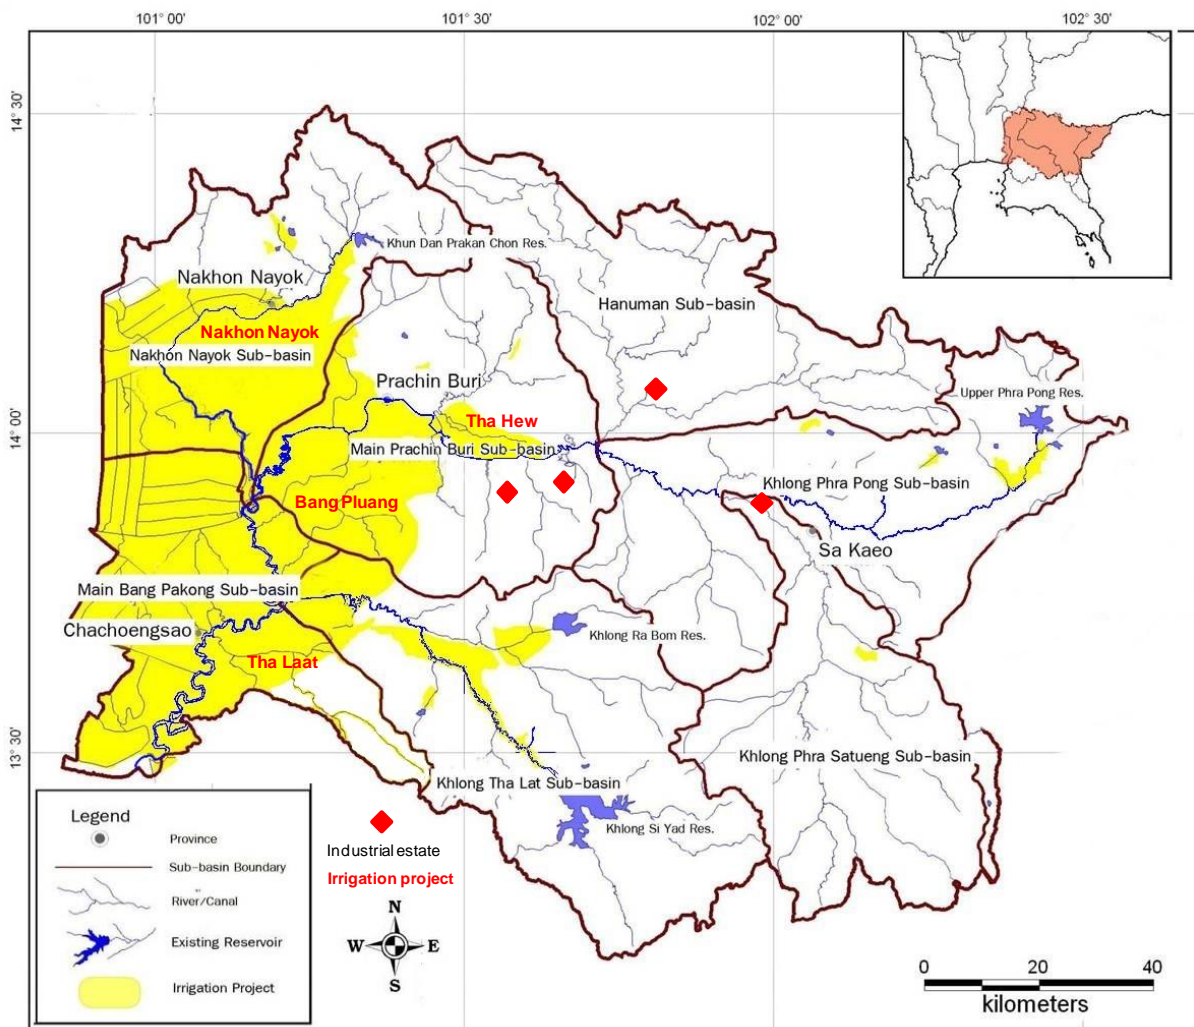 101° 00'
101° 30'
102° 00'
102° 30'
14° 30'
14° 00'
13° 30'
Khun Dan Prakan Chon Res.
Nakhon Nayok
Hanuman Sub-basin
Nakhon Nayok
Nakhon Nayok Sub-basin
Prachin Buri
Upper Phra Pong Res.
Tha Hew
Main Prachin Buri Sub-basin
Khlong Phra Pong Sub-basin
Bang Pluang
Sa Kaeo
Main Bang Pakong Sub-basin
Chachoengsao
Khlong Ra Bom Res.
Tha Laat
Khlong Phra Satueng Sub-basin
Khlong Tha Lat Sub-basin
Khlong Si Yad Res.
Legend
Province
Sub-basin Boundary
River/Canal
Existing Reservoir
Irrigation Project
Industrial estate
Irrigation project
N
W E
S
0 20 40
kilometers